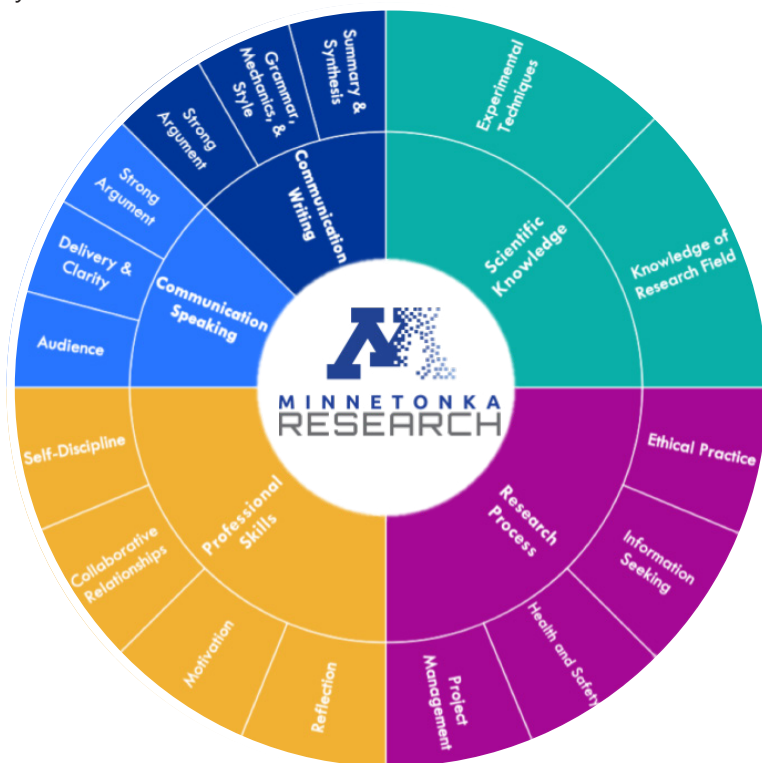 Summary &
Synthesis
Grammar,
Mechanics, &
Style
Strong
Argument
Communication
Writing
Experimental
Techniques
Knowledge of
Research Field
Scientific
Knowledge
Strong
Argument
Delivery &
Clarity
Audience
Communication
Speaking
MINNETONKA
RESEARCH
Self-Discipline
Collaborative
Relationships
Motivation
Reflection
Professional
Skills
Ethical Practice
Information
Seeking
Health and Safety
Project
Management
Research
Process